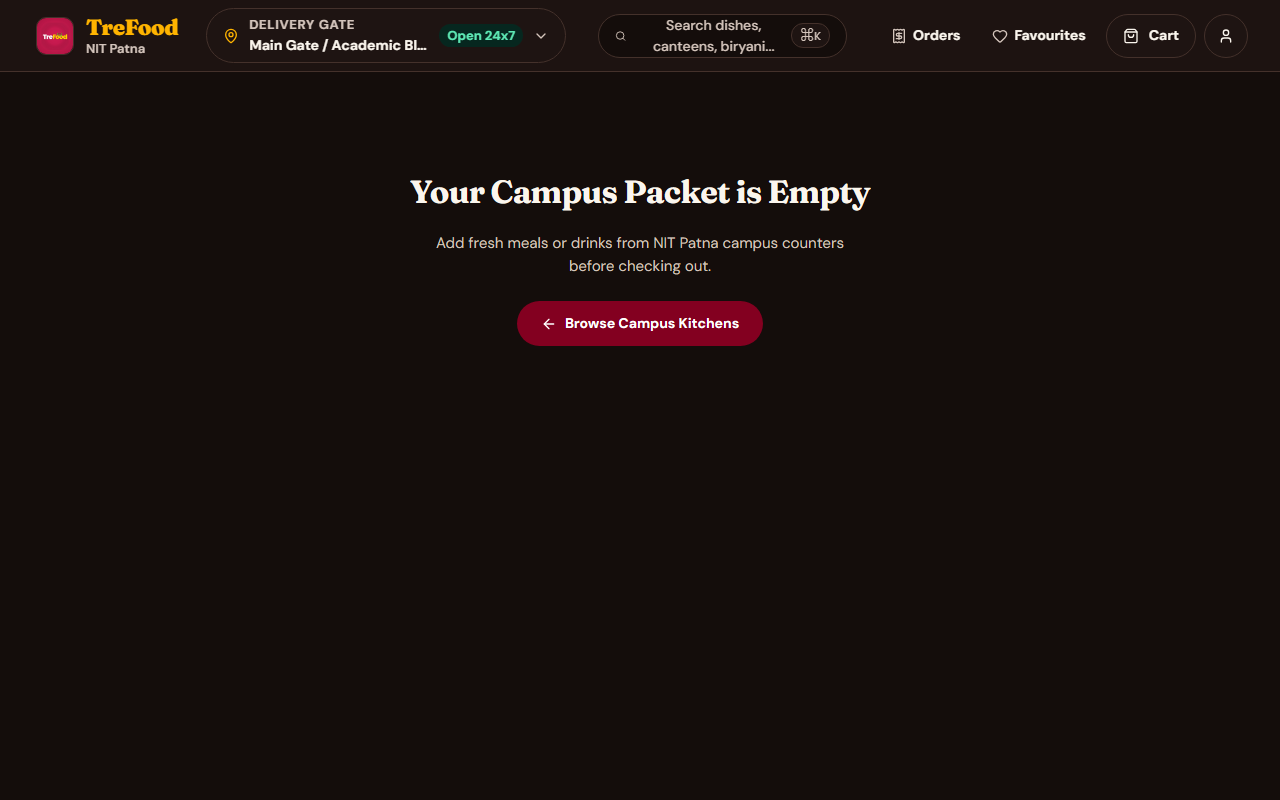 TreFood
TreFood
NIT Patna
DELIVERY GATE
Main Gate / Academic Bl...
Open 24x7
Search dishes,
canteens, biryani...
⌘K
Orders
Favourites
Cart
Your Campus Packet is Empty
Add fresh meals or drinks from NIT Patna campus counters
before checking out.
Browse Campus Kitchens